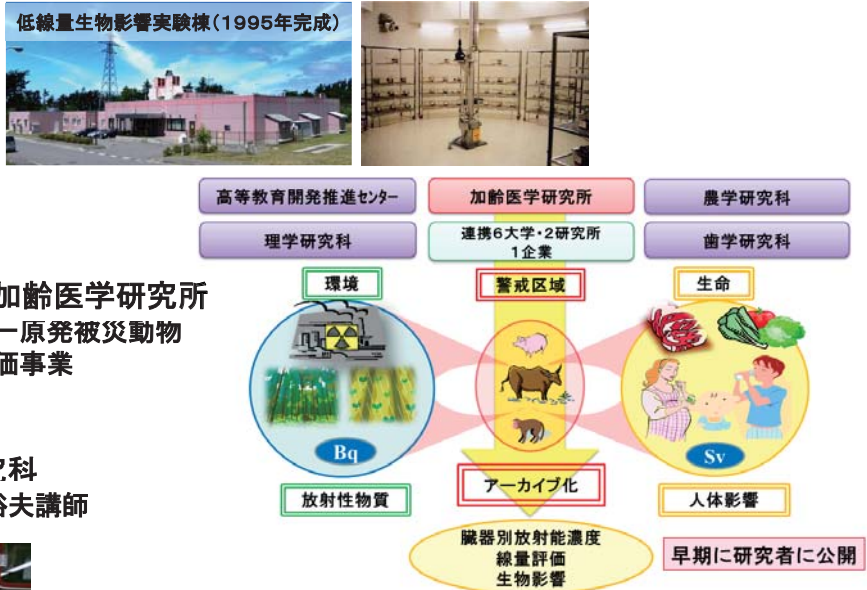 低線量生物影響実験棟(1995年完成)
高等教育開発推進センター
加齢医学研究所
農学研究科
理学研究科
連携6大学・2研究所
1企業
歯学研究科
環境
警戒区域
生命
加齢医学研究所
一原発被災動物
価事業
Bq
Sv
究科
裕夫講師
放射性物質
アーカイブ化
人体影響
臓器別放射能濃度
線量評価
生物影響
早期に研究者に公開